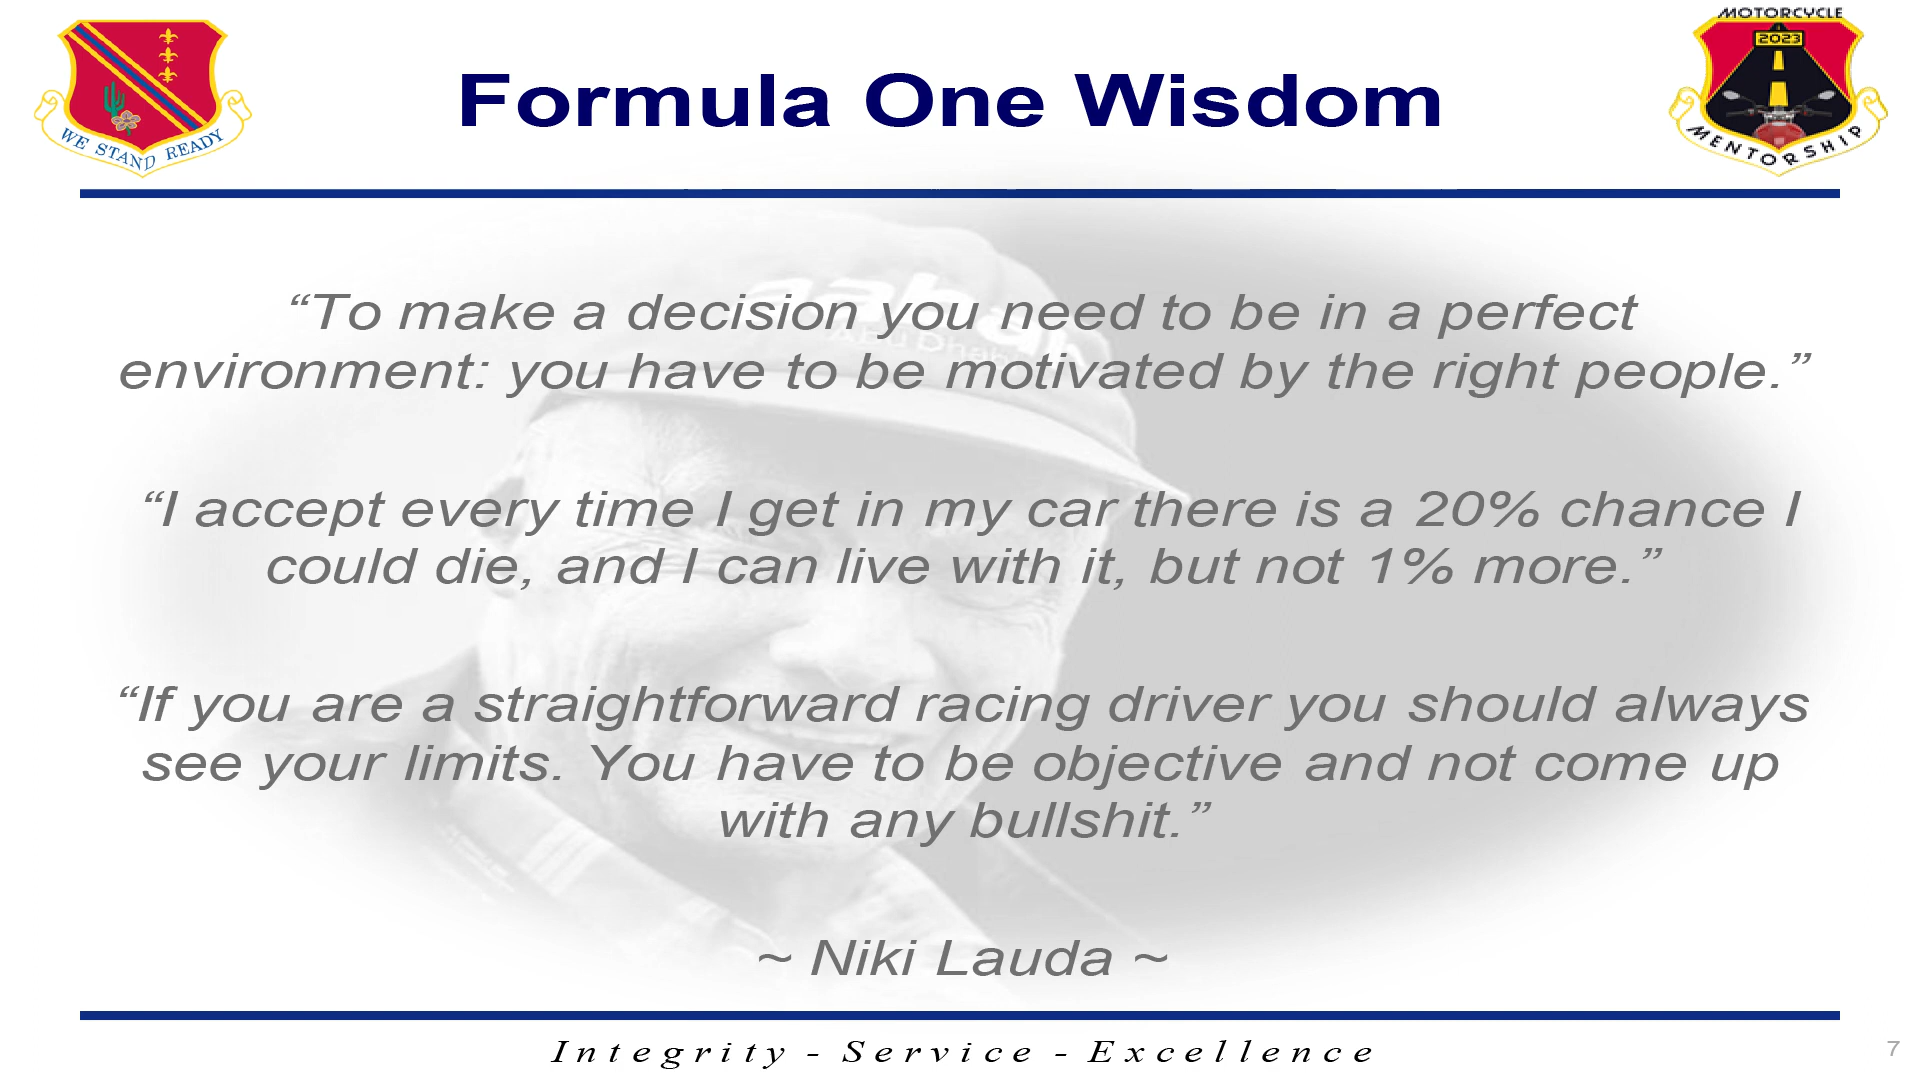 WE STAND READY
MOTORCYCLE
2023
MENTORSHIP
Formula One Wisdom
aabar
Abu Dhabi
“To make a decision you need to be in a perfect
environment: you have to be motivated by the right people.”
“I accept every time I get in my car there is a 20% chance I
could die, and I can live with it, but not 1% more.”
“If you are a straightforward racing driver you should always
see your limits. You have to be objective and not come up
with any bullshit.”
~ Niki Lauda ~
Integrity - Service - Excellence
7